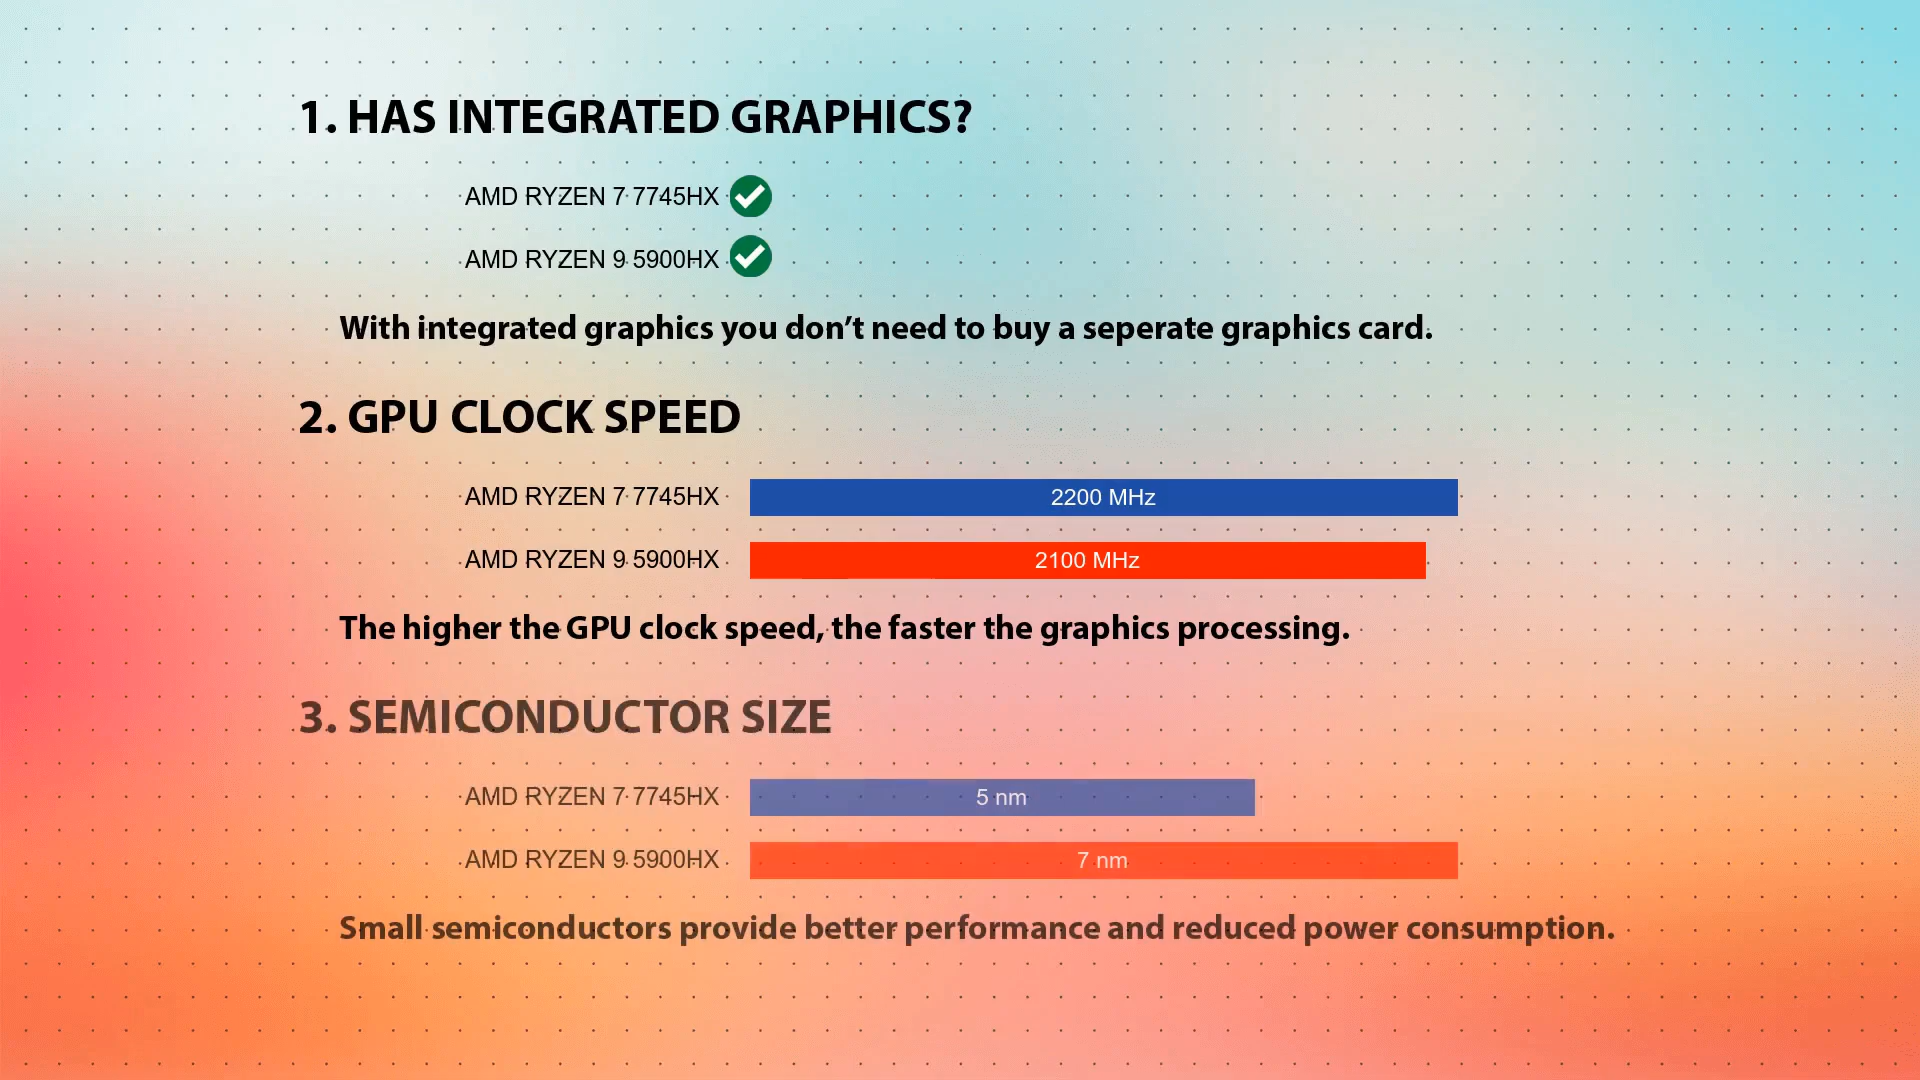 1. HAS INTEGRATED GRAPHICS?
AMD RYZEN 7 7745HX
AMD RYZEN 9 5900HX
With integrated graphics you don’t need to buy a seperate graphics card.
2. GPU CLOCK SPEED
AMD RYZEN 7 7745HX 2200 MHz
AMD RYZEN 9 5900HX 2100 MHz
The higher the GPU clock speed, the faster the graphics processing.
3. SEMICONDUCTOR SIZE
AMD RYZEN 7 7745HX 5 nm
AMD RYZEN 9 5900HX 7 nm
Small semiconductors provide better performance and reduced power consumption.